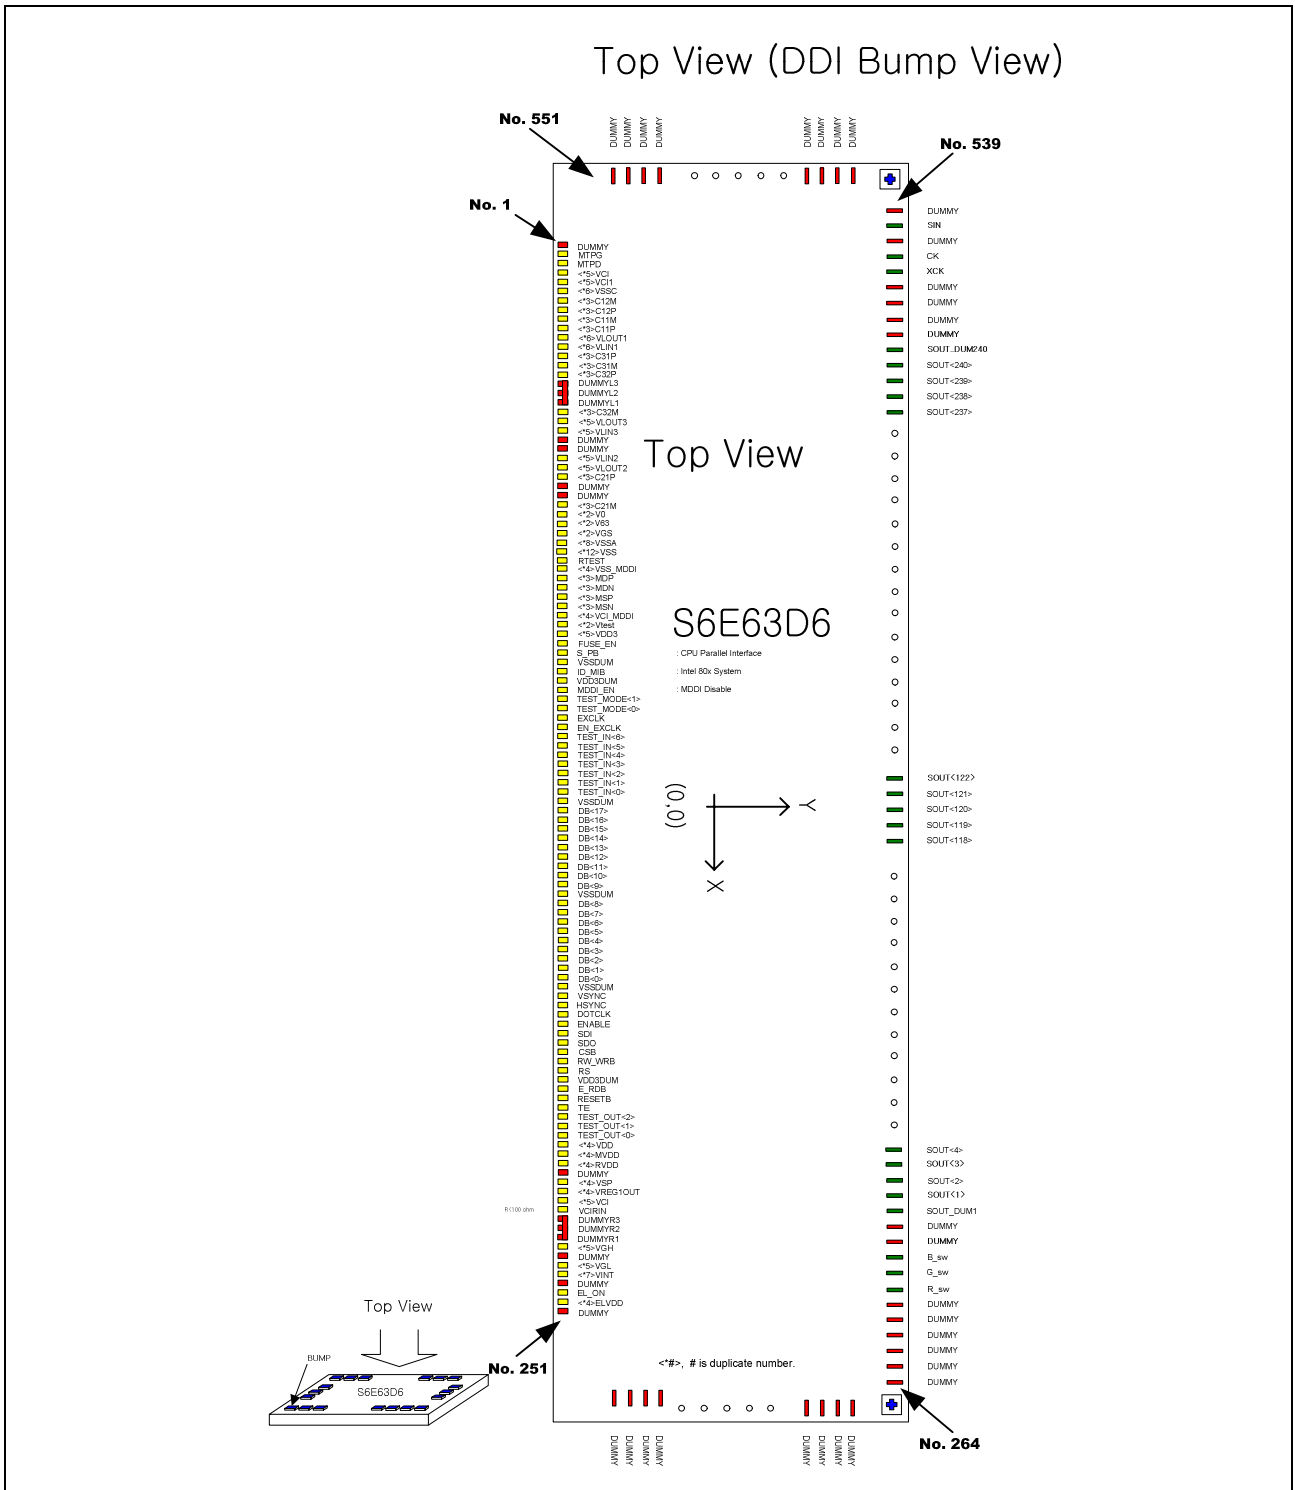 Top View (DDI Bump View)
No. 551
DUMMY
DUMMY
DUMMY
DUMMY
DUMMY
DUMMY
DUMMY
DUMMY
No. 539
No. 1
DUMMY
MTPG
MTPD
<*5>VCI
<*5>VCI1
<*6>VSSC
<*3>C12M
<*3>C12P
<*3>C11M
<*3>C11P
<*6>VLOUT1
<*6>VLIN1
<*3>C31P
<*3>C31M
<*3>C32P
DUMMYL3
DUMMYL2
DUMMYL1
<*3>C32M
<*5>VLOUT3
<*5>VLIN3
DUMMY
DUMMY
<*5>VLIN2
<*5>VLOUT2
<*3>C21P
DUMMY
DUMMY
<*3>C21M
<*2>V0
<*2>V63
<*2>VGS
<*8>VSSA
<*12>VSS
RTEST
<*4>VSS_MDDI
<*3>MDP
<*3>MDN
<*3>MSP
<*3>MSN
<*4>VCI_MDDI
<*2>Vtest
<*5>VDD3
FUSE_EN
S_PB
VSSDUM
ID_MIB
VDD3DUM
MDDI_EN
TEST_MODE<1>
TEST_MODE<0>
EXCLK
EN_EXCLK
TEST_IN<6>
TEST_IN<5>
TEST_IN<4>
TEST_IN<3>
TEST_IN<2>
TEST_IN<1>
TEST_IN<0>
VSSDUM
DB<17>
DB<16>
DB<15>
DB<14>
DB<13>
DB<12>
DB<11>
DB<10>
DB<9>
VSSDUM
DB<8>
DB<7>
DB<6>
DB<5>
DB<4>
DB<3>
DB<2>
DB<1>
DB<0>
VSSDUM
VSYNC
HSYNC
DOTCLK
ENABLE
SDI
SDO
CSB
RW_WRB
RS
VDD3DUM
E_RDB
RESETB
TE
TEST_OUT<2>
TEST_OUT<1>
TEST_OUT<0>
<*4>VDD
<*4>MVDD
<*4>RVDD
DUMMY
<*4>VSP
<*4>VREG1OUT
<*5>VCI
VCIRIN
R<100 ohm
DUMMYR3
DUMMYR2
DUMMYR1
<*5>VGH
DUMMY
<*5>VGL
<*7>VINT
DUMMY
EL_ON
<*4>ELVDD
DUMMY
No. 251
Top View
S6E63D6
: CPU Parallel Interface
: Intel 80x System
: MDDI Disable
(0,0)
Y
X
DUMMY
SIN
DUMMY
CK
XCK
DUMMY
DUMMY
DUMMY
DUMMY
SOUT_DUM240
SOUT<240>
SOUT<239>
SOUT<238>
SOUT<237>
SOUT<122>
SOUT<121>
SOUT<120>
SOUT<119>
SOUT<118>
SOUT<4>
SOUT<3>
SOUT<2>
SOUT<1>
SOUT_DUM1
DUMMY
DUMMY
B_sw
G_sw
R_sw
DUMMY
DUMMY
DUMMY
DUMMY
DUMMY
DUMMY
No. 264
<*#>, # is duplicate number.
DUMMY
DUMMY
DUMMY
DUMMY
DUMMY
DUMMY
DUMMY
DUMMY
Top View
BUMP
S6E63D6